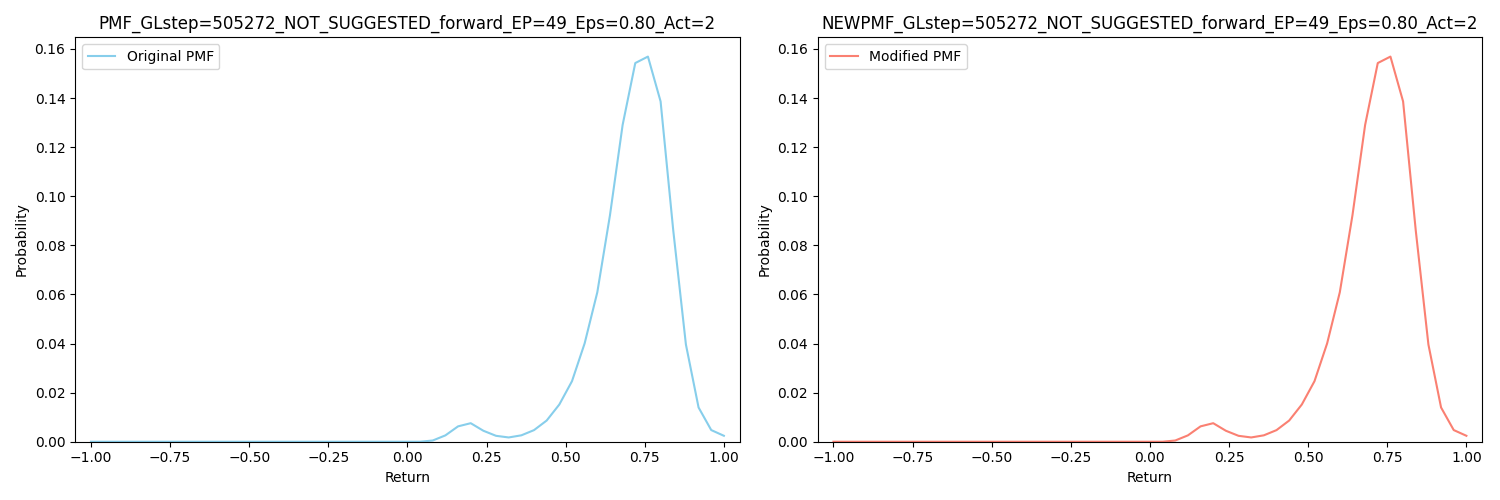 PMF_GLstep=505272_NOT_SUGGESTED_forward_EP=49_Eps=0.80_Act=2
Original PMF
0.16
0.14
0.12
0.10
0.08
0.06
0.04
0.02
0.00
Probability
−1.00 −0.75 −0.50 −0.25 0.00 0.25 0.50 0.75 1.00
Return
NEWPMF_GLstep=505272_NOT_SUGGESTED_forward_EP=49_Eps=0.80_Act=2
Modified PMF
0.16
0.14
0.12
0.10
0.08
0.06
0.04
0.02
0.00
Probability
−1.00 −0.75 −0.50 −0.25 0.00 0.25 0.50 0.75 1.00
Return